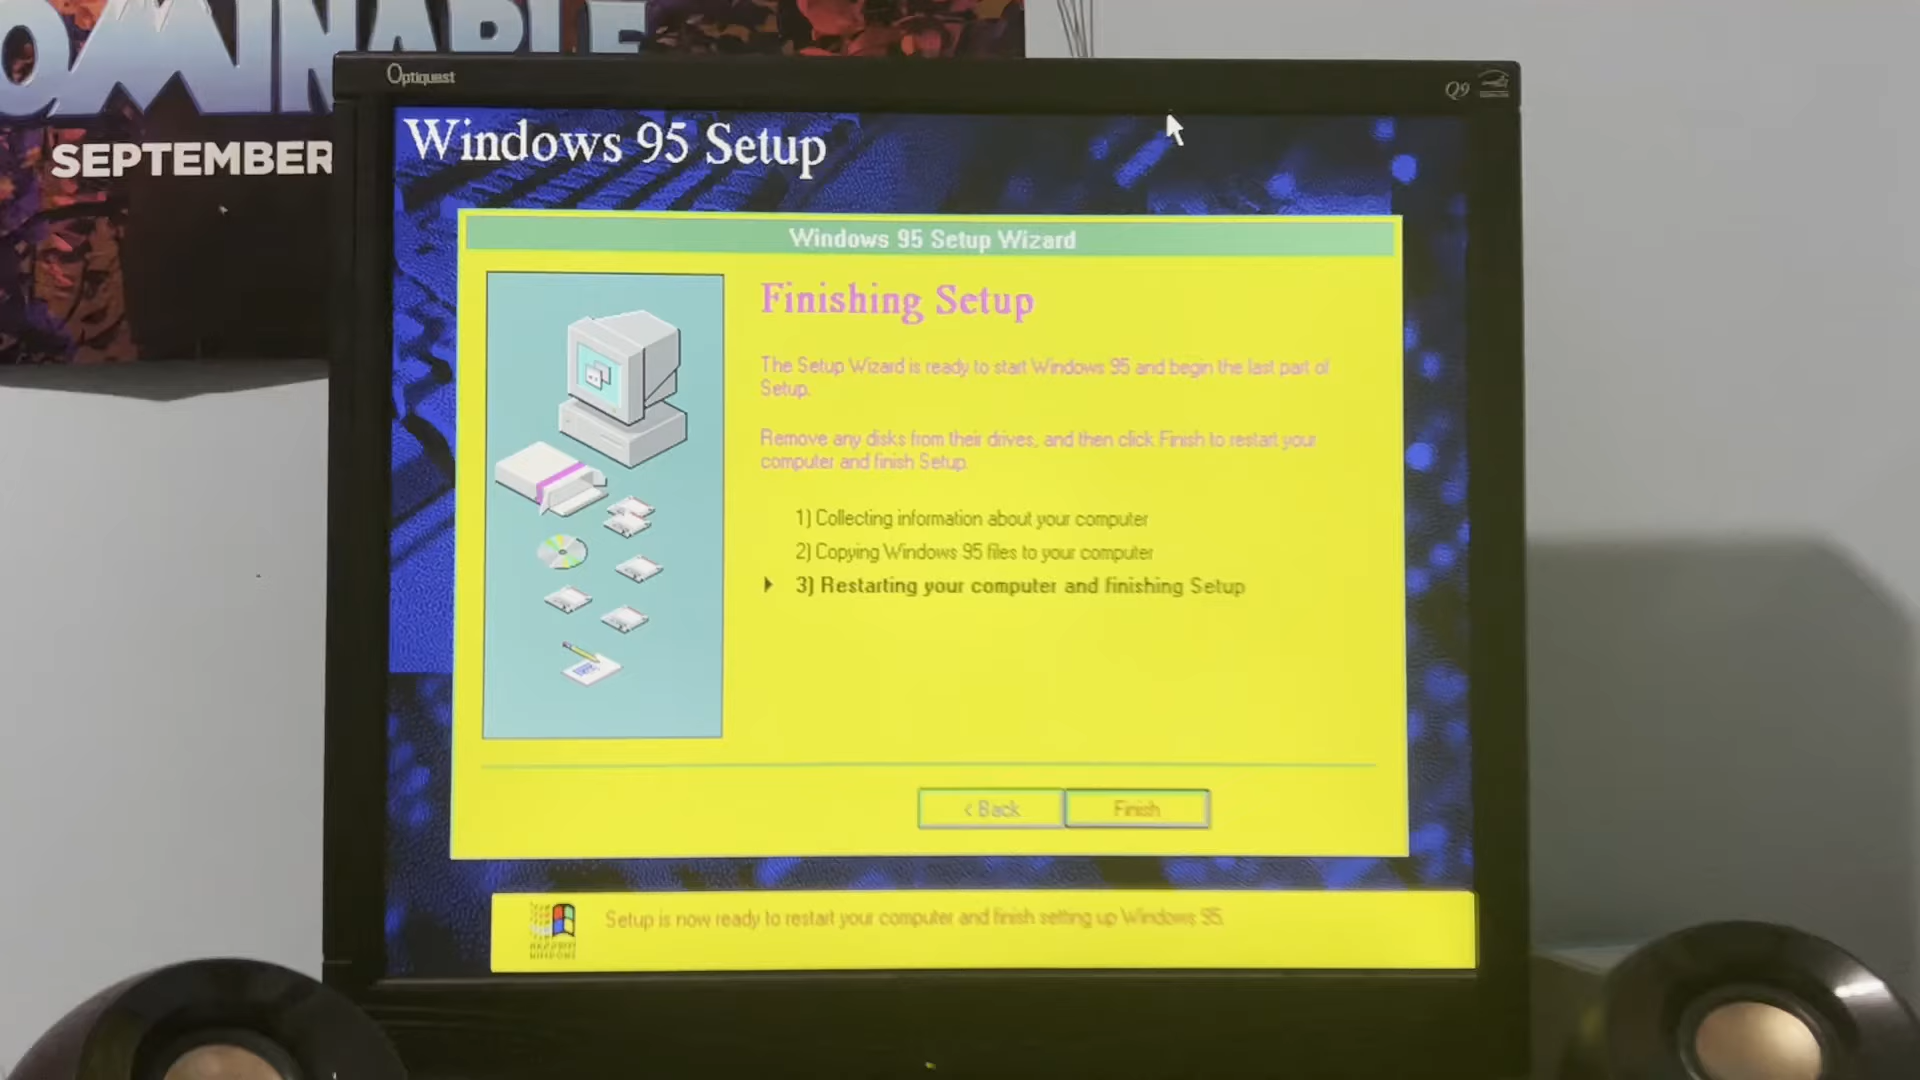 OMINABLE
SEPTEMBER
Optiquest
Q9
Windows 95 Setup
Windows 95 Setup Wizard
Finishing Setup
The Setup Wizard is ready to start Windows 95 and begin the last part of
Setup.
Remove any disks from their drives, and then click Finish to restart your
computer and finish Setup.
1) Collecting information about your computer
2) Copying Windows 95 files to your computer
3) Restarting your computer and finishing Setup
< Back
Finish
Setup is now ready to restart your computer and finish setting up Windows 95.